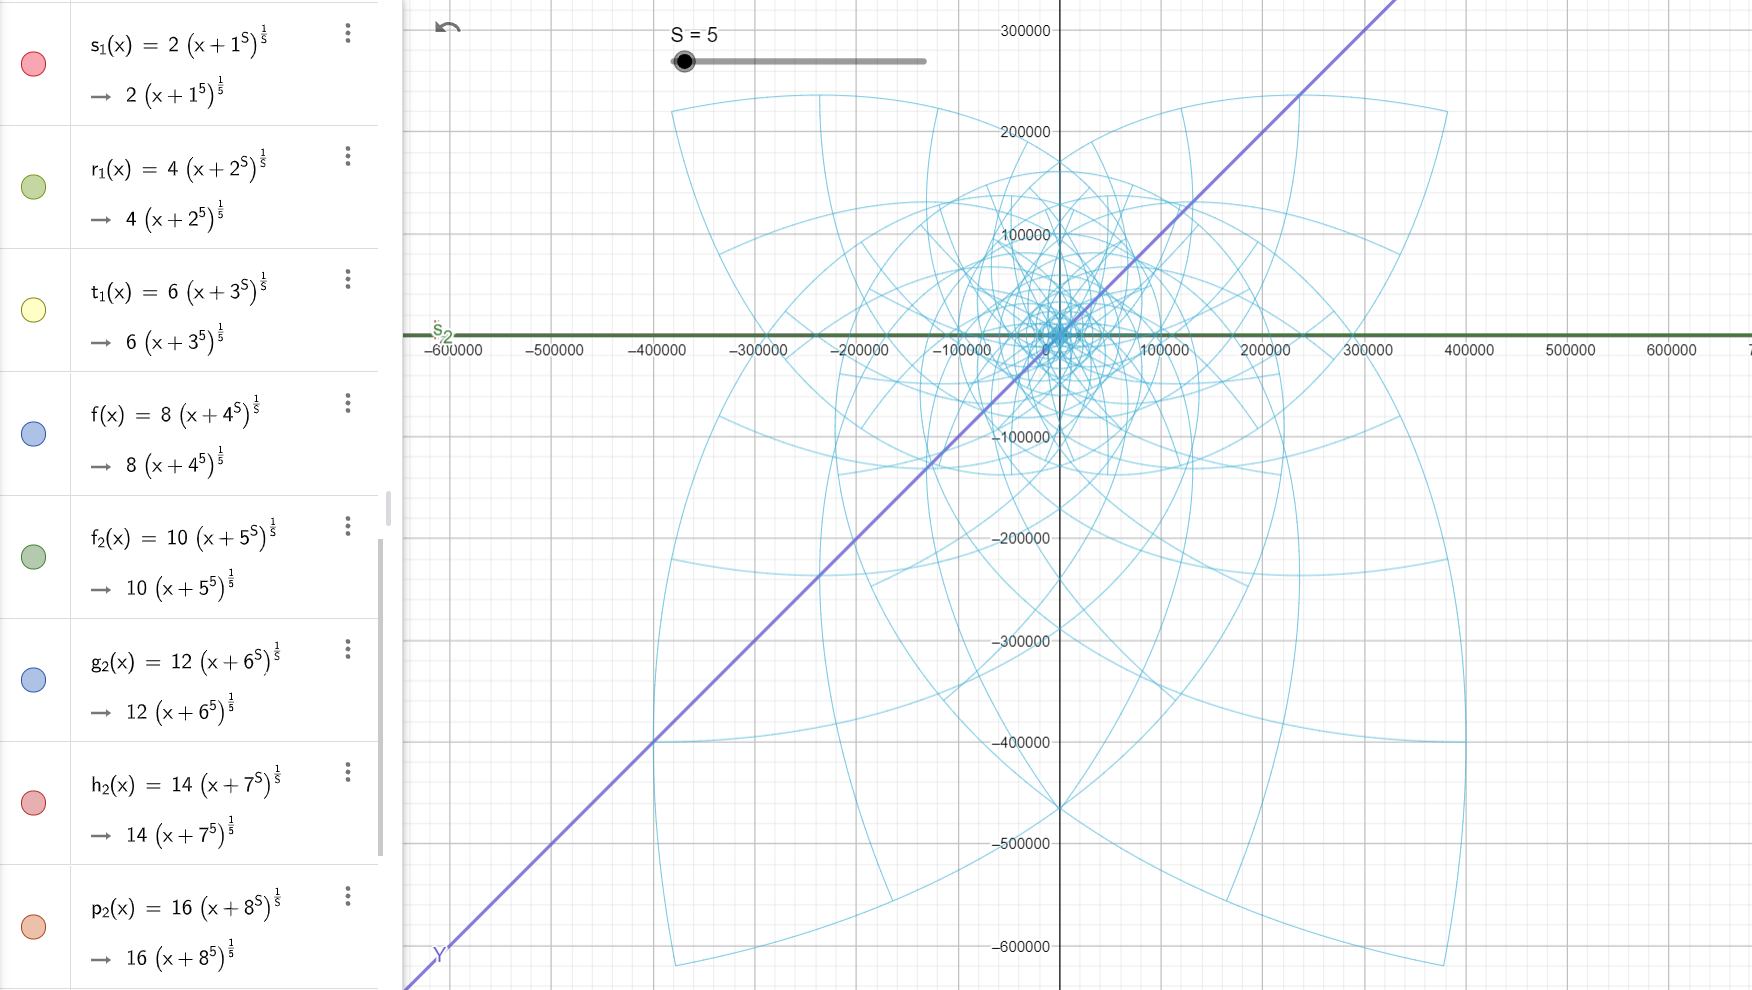 s₁(x) = 2 (x + 1^S)^(1/S)
→ 2 (x + 1⁵)^(1/5)
r₁(x) = 4 (x + 2^S)^(1/S)
→ 4 (x + 2⁵)^(1/5)
t₁(x) = 6 (x + 3^S)^(1/S)
→ 6 (x + 3⁵)^(1/5)
f(x) = 8 (x + 4^S)^(1/S)
→ 8 (x + 4⁵)^(1/5)
f₂(x) = 10 (x + 5^S)^(1/S)
→ 10 (x + 5⁵)^(1/5)
g₂(x) = 12 (x + 6^S)^(1/S)
→ 12 (x + 6⁵)^(1/5)
h₂(x) = 14 (x + 7^S)^(1/S)
→ 14 (x + 7⁵)^(1/5)
p₂(x) = 16 (x + 8^S)^(1/S)
→ 16 (x + 8⁵)^(1/5)
S = 5
300000
200000
100000
s₂
−600000 −500000 −400000 −300000 −200000 −100000 0 100000 200000 300000 400000 500000 600000
−100000
−200000
−300000
−400000
−500000
−600000
Y